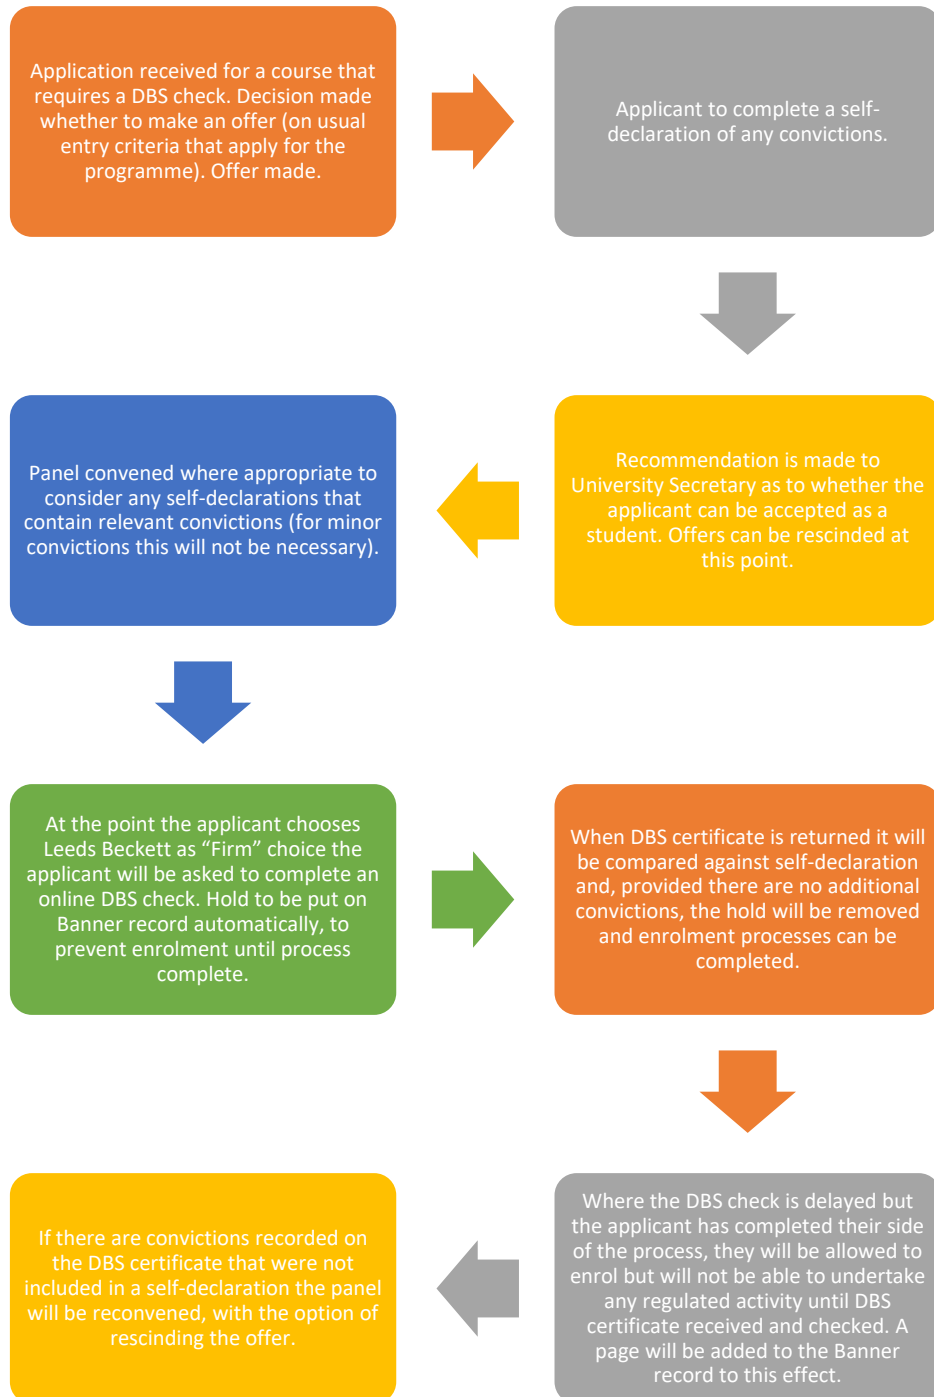 Application received for a course that
requires a DBS check. Decision made
whether to make an offer (on usual
entry criteria that apply for the
programme). Offer made.
Applicant to complete a self-
declaration of any convictions.
Recommendation is made to
University Secretary as to whether the
applicant can be accepted as a
student. Offers can be rescinded at
this point.
Panel convened where appropriate to
consider any self-declarations that
contain relevant convictions (for minor
convictions this will not be necessary).
At the point the applicant chooses
Leeds Beckett as “Firm” choice the
applicant will be asked to complete an
online DBS check. Hold to be put on
Banner record automatically, to
prevent enrolment until process
complete.
When DBS certificate is returned it will
be compared against self-declaration
and, provided there are no additional
convictions, the hold will be removed
and enrolment processes can be
completed.
Where the DBS check is delayed but
the applicant has completed their side
of the process, they will be allowed to
enrol but will not be able to undertake
any regulated activity until DBS
certificate received and checked. A
page will be added to the Banner
record to this effect.
If there are convictions recorded on
the DBS certificate that were not
included in a self-declaration the panel
will be reconvened, with the option of
rescinding the offer.